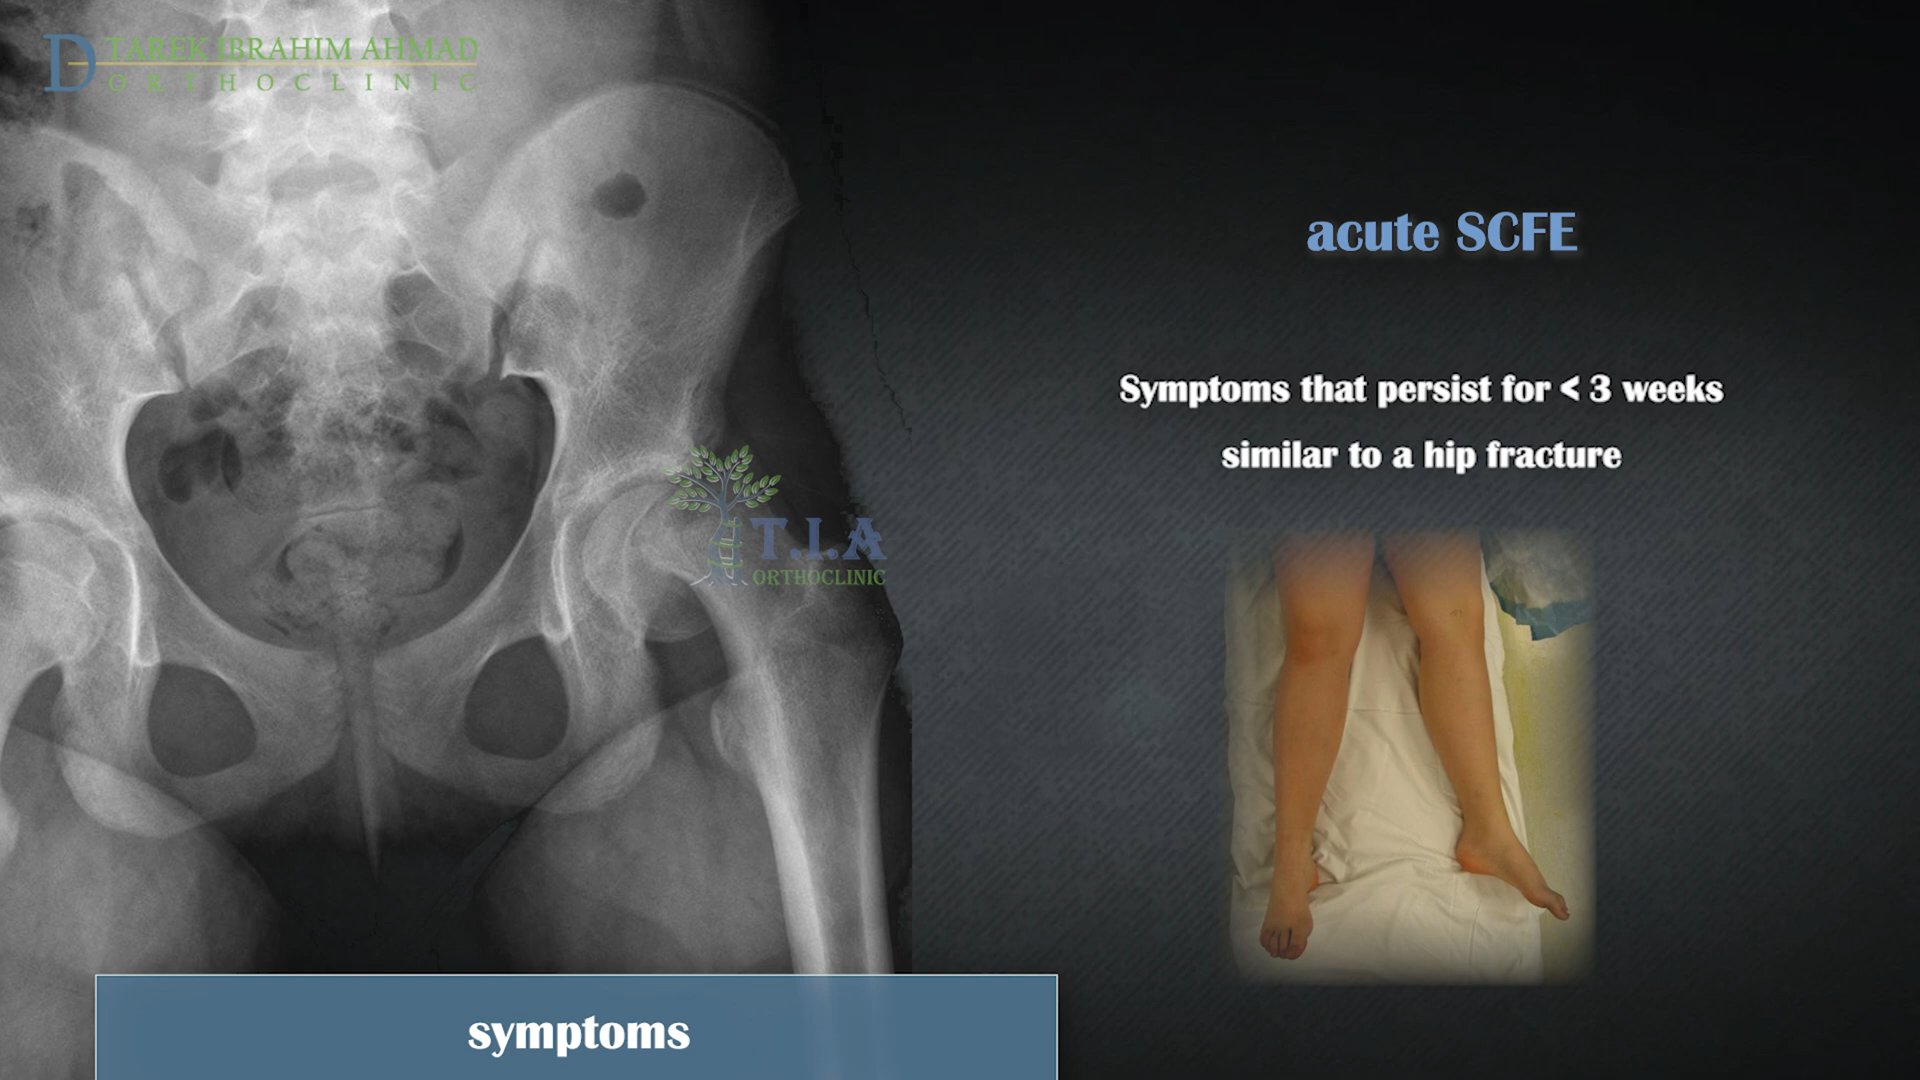 D TAREK IBRAHIM AHMAD
ORTHOCLINIC
acute SCFE
Symptoms that persist for < 3 weeks
similar to a hip fracture
T.I.A
ORTHOCLINIC
symptoms